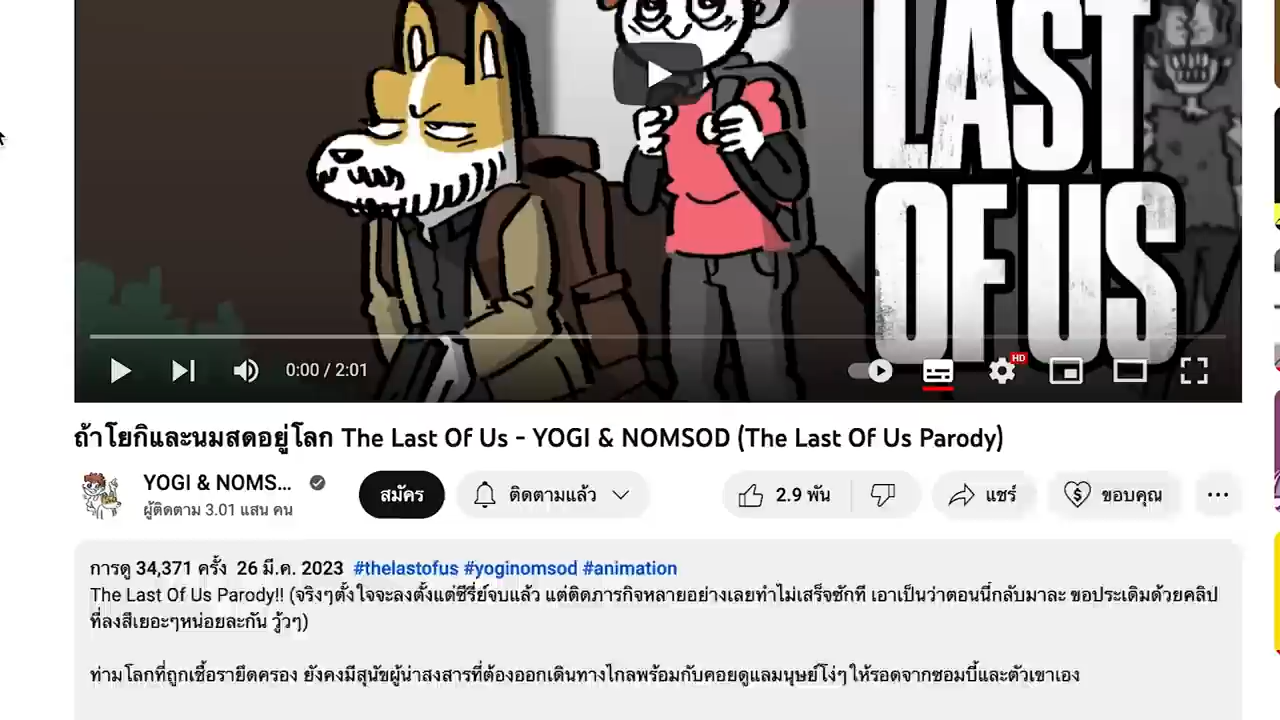 LAST
OF US
HD
0:00 / 2:01
ถ้าโยกิและนมสดอยู่โลก The Last Of Us - YOGI & NOMSOD (The Last Of Us Parody)
YOGI & NOMS...
ผู้ติดตาม 3.01 แสน คน
สมัคร
ติดตามแล้ว
2.9 พัน
แชร์
ขอบคุณ
การดู 34,371 ครั้ง 26 มี.ค. 2023 #thelastofus #yoginomsod #animation
The Last Of Us Parody!! (จริงๆตั้งใจจะลงตั้งแต่ซีรี่ย์จบแล้ว แต่ติดภารกิจหลายอย่างเลยทำไม่เสร็จซักที เอาเป็นว่าตอนนี้กลับมาละ ขอประเดิมด้วยคลิป
ที่ลงสีเยอะๆหน่อยละกัน วู้วๆ)
ท่ามโลกที่ถูกเชื้อรายึดครอง ยังคงมีสุนัขผู้น่าสงสารที่ต้องออกเดินทางไกลพร้อมกับคอยดูแลมนุษย์โง่ๆ ให้รอดจากซอมบี้และตัวเขาเอง